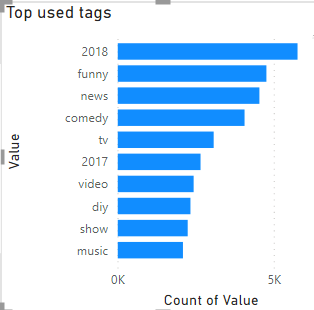 Top used tags
2018
funny
news
comedy
tv
2017
video
diy
show
music
Value
0K 5K
Count of Value